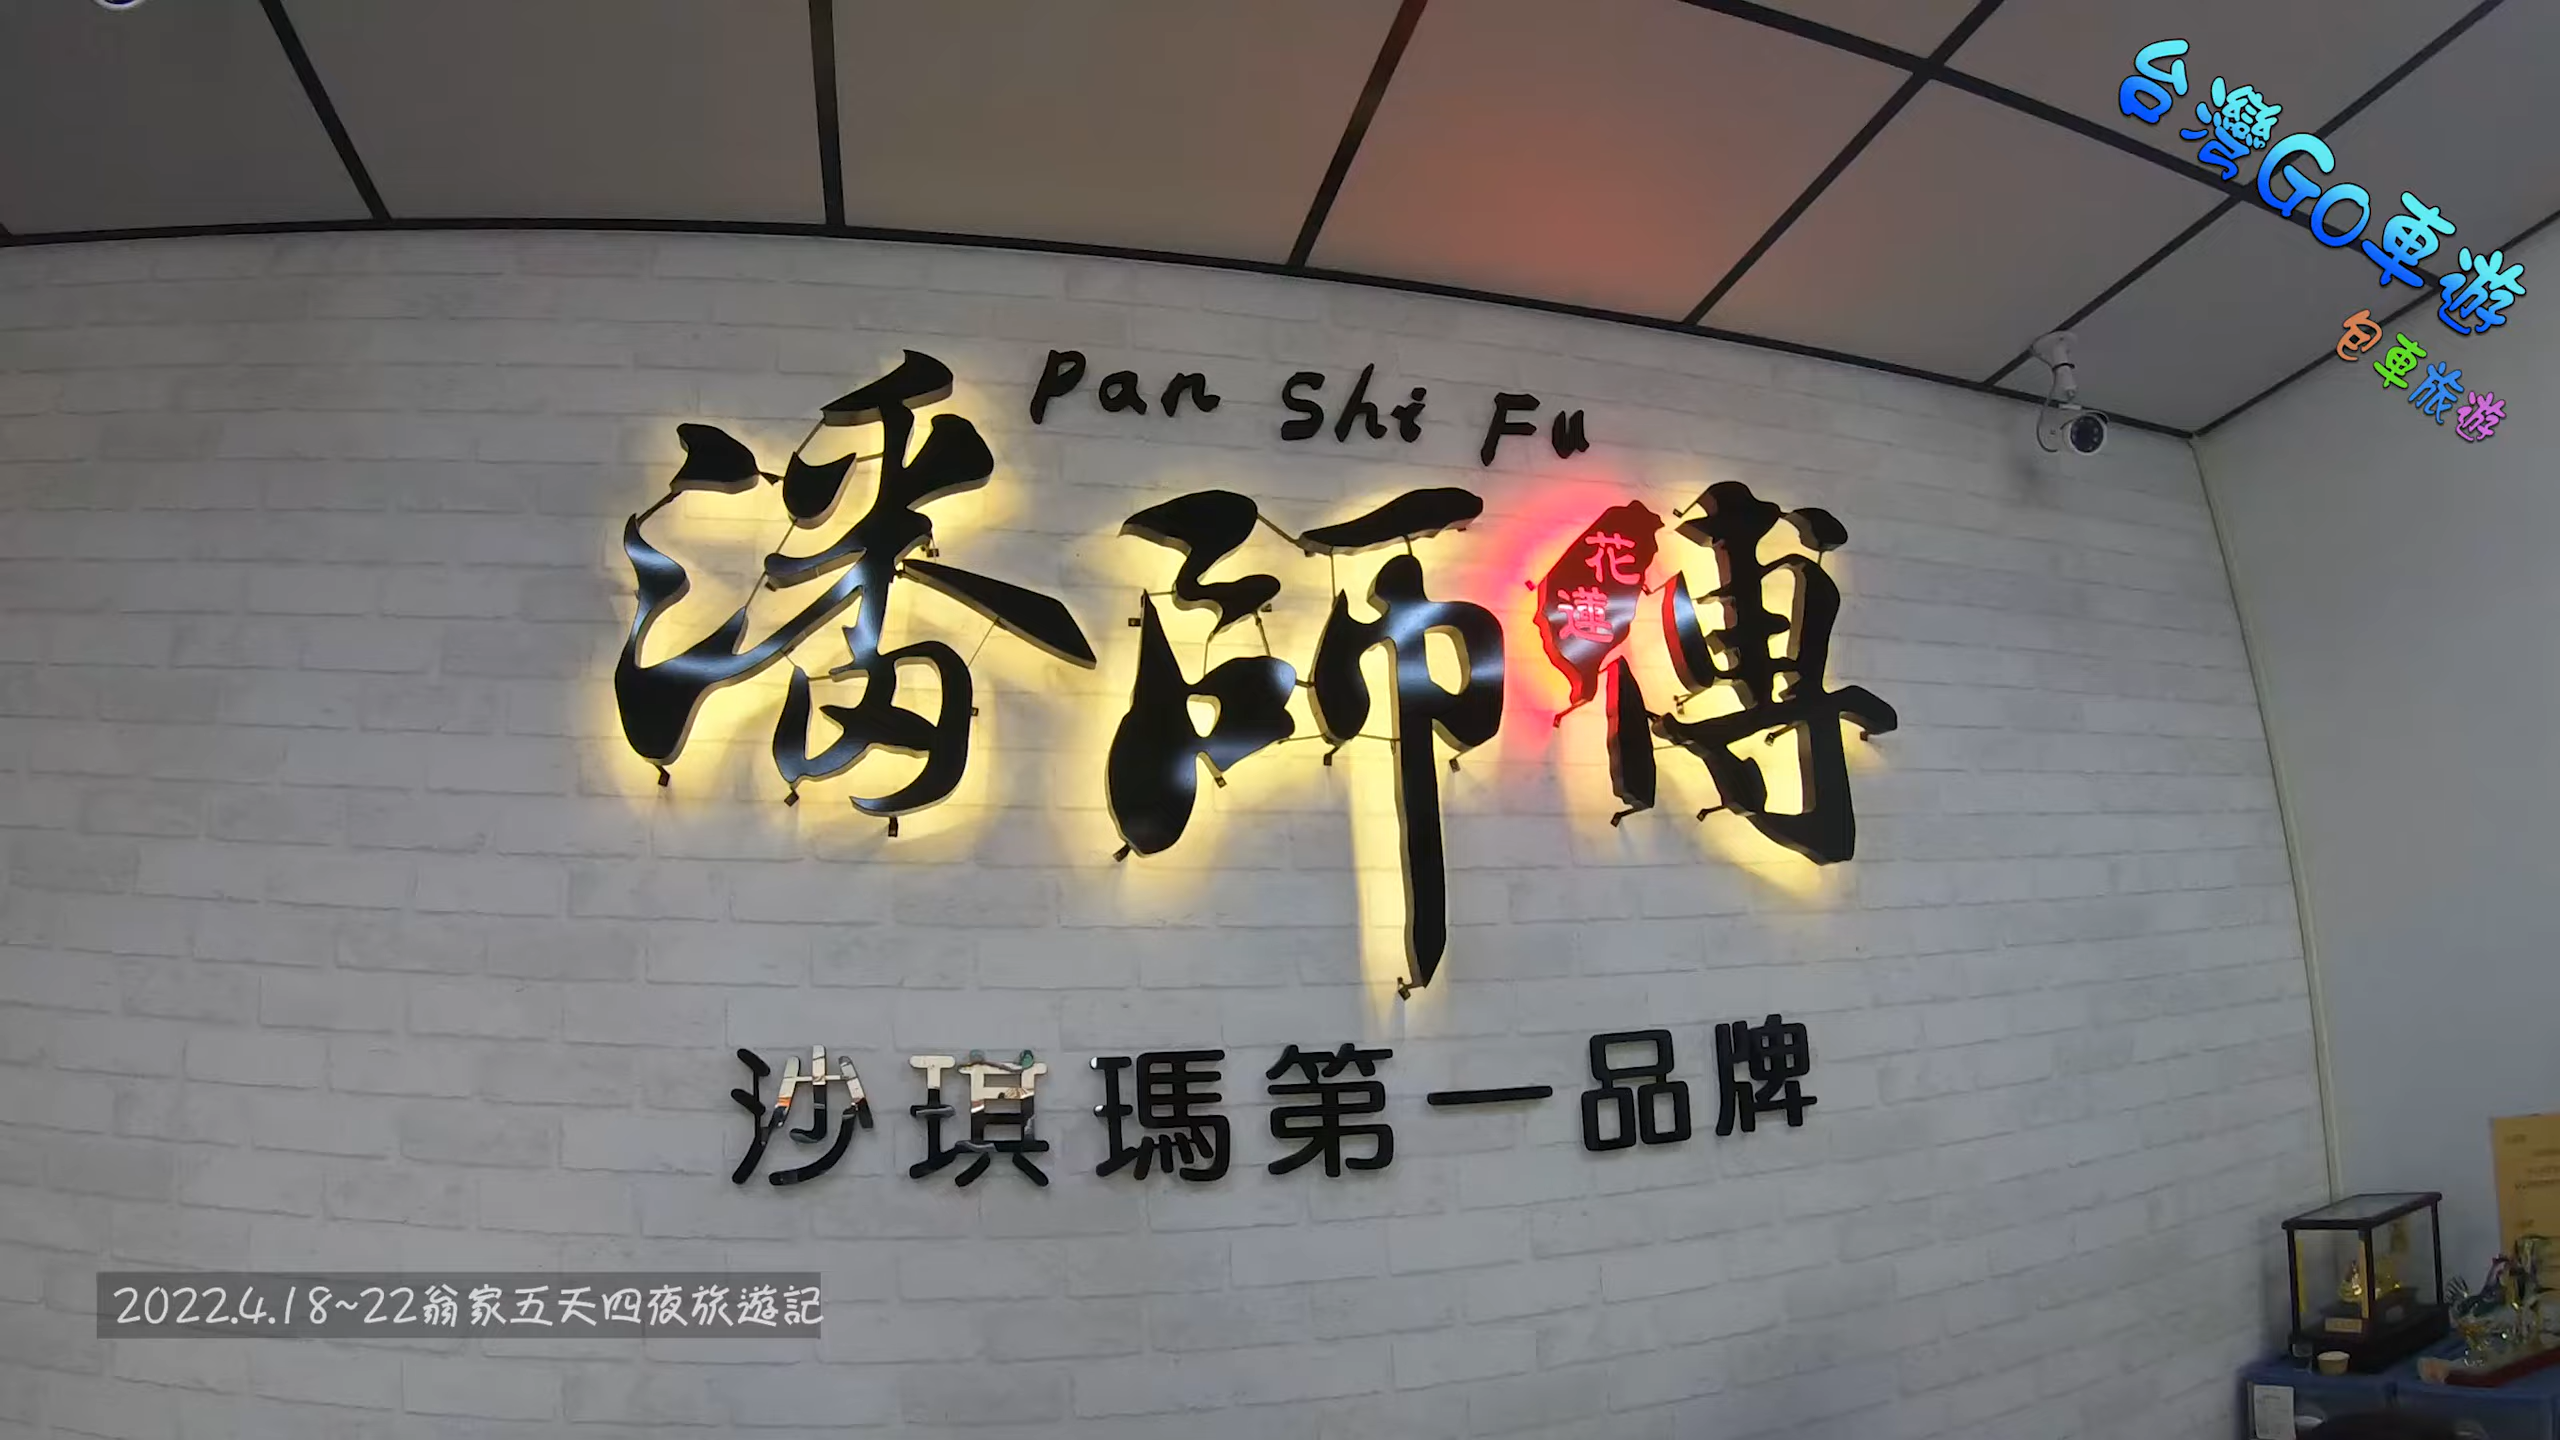 台灣GO車遊
包車旅遊
Pan Shi Fu
潘師傅
花蓮
沙琪瑪第一品牌
2022.4.18~22翁家五天四夜旅遊記